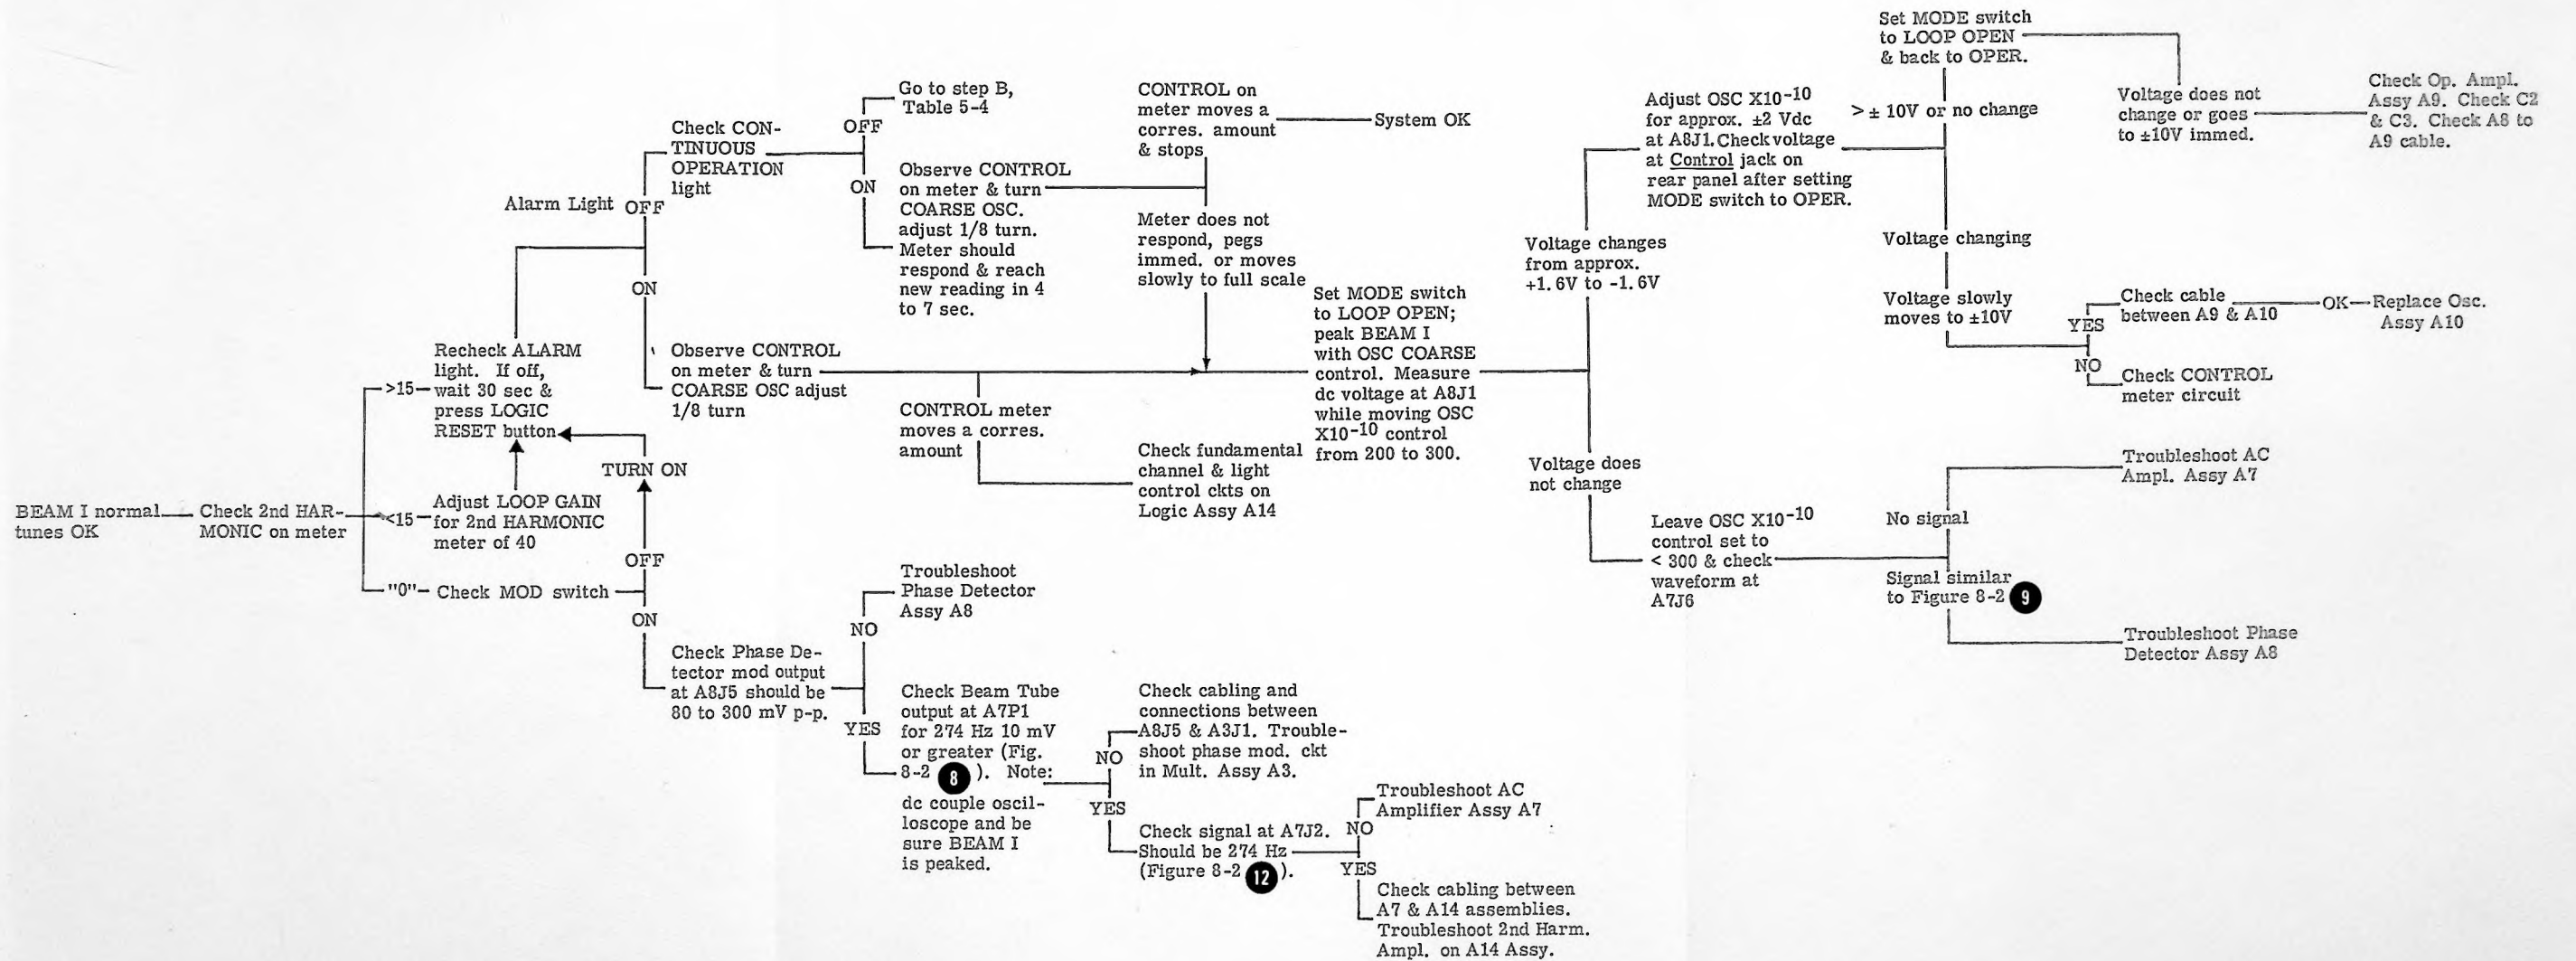 BEAM I normal
tunes OK
Check 2nd HAR-
MONIC on meter
>15
Recheck ALARM
light. If off,
wait 30 sec &
press LOGIC
RESET button
<15
Adjust LOOP GAIN
for 2nd HARMONIC
meter of 40
"0"
Check MOD switch
TURN ON
OFF
ON
Alarm Light
OFF
ON
Check CON-
TINUOUS
OPERATION
light
OFF
Go to step B,
Table 5-4
ON
Observe CONTROL
on meter & turn
COARSE OSC.
adjust 1/8 turn.
Meter should
respond & reach
new reading in 4
to 7 sec.
CONTROL on
meter moves a
corres. amount
& stops
System OK
Meter does not
respond, pegs
immed. or moves
slowly to full scale
Observe CONTROL
on meter & turn
COARSE OSC adjust
1/8 turn
CONTROL meter
moves a corres.
amount
Check fundamental
channel & light
control ckts on
Logic Assy A14
Set MODE switch
to LOOP OPEN;
peak BEAM I
with OSC COARSE
control. Measure
dc voltage at A8J1
while moving OSC
X10-10 control
from 200 to 300.
Voltage changes
from approx.
+1.6V to -1.6V
Adjust OSC X10-10
for approx. ±2 Vdc
at A8J1. Check voltage
at Control jack on
rear panel after setting
MODE switch to OPER.
Set MODE switch
to LOOP OPEN
& back to OPER.
> ± 10V or no change
Voltage does not
change or goes
to ±10V immed.
Check Op. Ampl.
Assy A9. Check C2
& C3. Check A8 to
A9 cable.
Voltage changing
Voltage slowly
moves to ±10V
YES
Check cable
between A9 & A10
OK
Replace Osc.
Assy A10
NO
Check CONTROL
meter circuit
Voltage does
not change
Leave OSC X10-10
control set to
< 300 & check
waveform at
A7J6
No signal
Troubleshoot AC
Ampl. Assy A7
Signal similar
to Figure 8-2 9
Troubleshoot Phase
Detector Assy A8
Check Phase De-
tector mod output
at A8J5 should be
80 to 300 mV p-p.
NO
Troubleshoot
Phase Detector
Assy A8
YES
Check Beam Tube
output at A7P1
for 274 Hz 10 mV
or greater (Fig.
8-2 8 ). Note:
dc couple oscil-
loscope and be
sure BEAM I
is peaked.
NO
Check cabling and
connections between
A8J5 & A3J1. Trouble-
shoot phase mod. ckt
in Mult. Assy A3.
YES
Check signal at A7J2.
Should be 274 Hz
(Figure 8-2 12 ).
NO
Troubleshoot AC
Amplifier Assy A7
YES
Check cabling between
A7 & A14 assemblies.
Troubleshoot 2nd Harm.
Ampl. on A14 Assy.